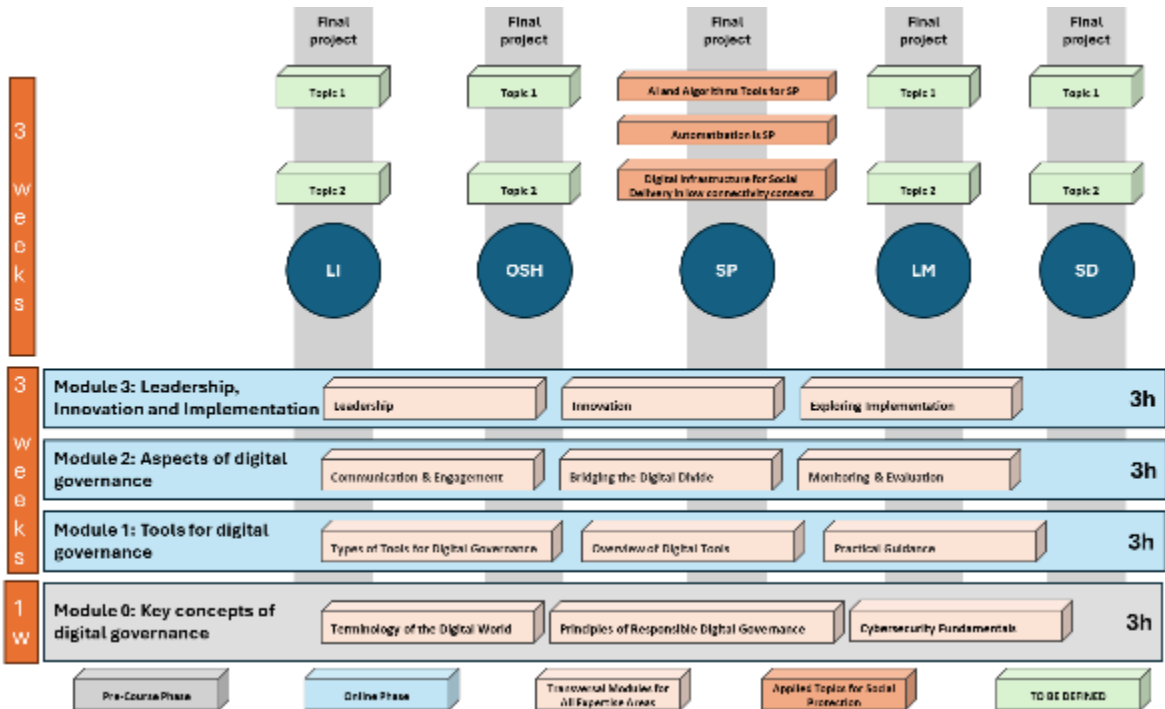 Final
project
Final
project
Final
project
Final
project
Final
project
3
weeks
Topic 1
Topic 1
AI and Algorithms Tools for SP
Topic 1
Topic 1
Automatization is SP
Topic 2
Topic 2
Digital Infrastructure for Social
Delivery in low connectivity contexts
Topic 2
Topic 2
LI
OSH
SP
LM
SD
3
weeks
Module 3: Leadership,
Innovation and Implementation
Leadership
Innovation
Exploring Implementation
3h
Module 2: Aspects of digital
governance
Communication & Engagement
Bridging the Digital Divide
Monitoring & Evaluation
3h
Module 1: Tools for digital
governance
Types of Tools for Digital Governance
Overview of Digital Tools
Practical Guidance
3h
1
w
Module 0: Key concepts of
digital governance
Terminology of the Digital World
Principles of Responsible Digital Governance
Cybersecurity Fundamentals
3h
Pre-Course Phase
Online Phase
Transversal Modules for
All Expertise Areas
Applied Topics for Social
Protection
TO BE DEFINED